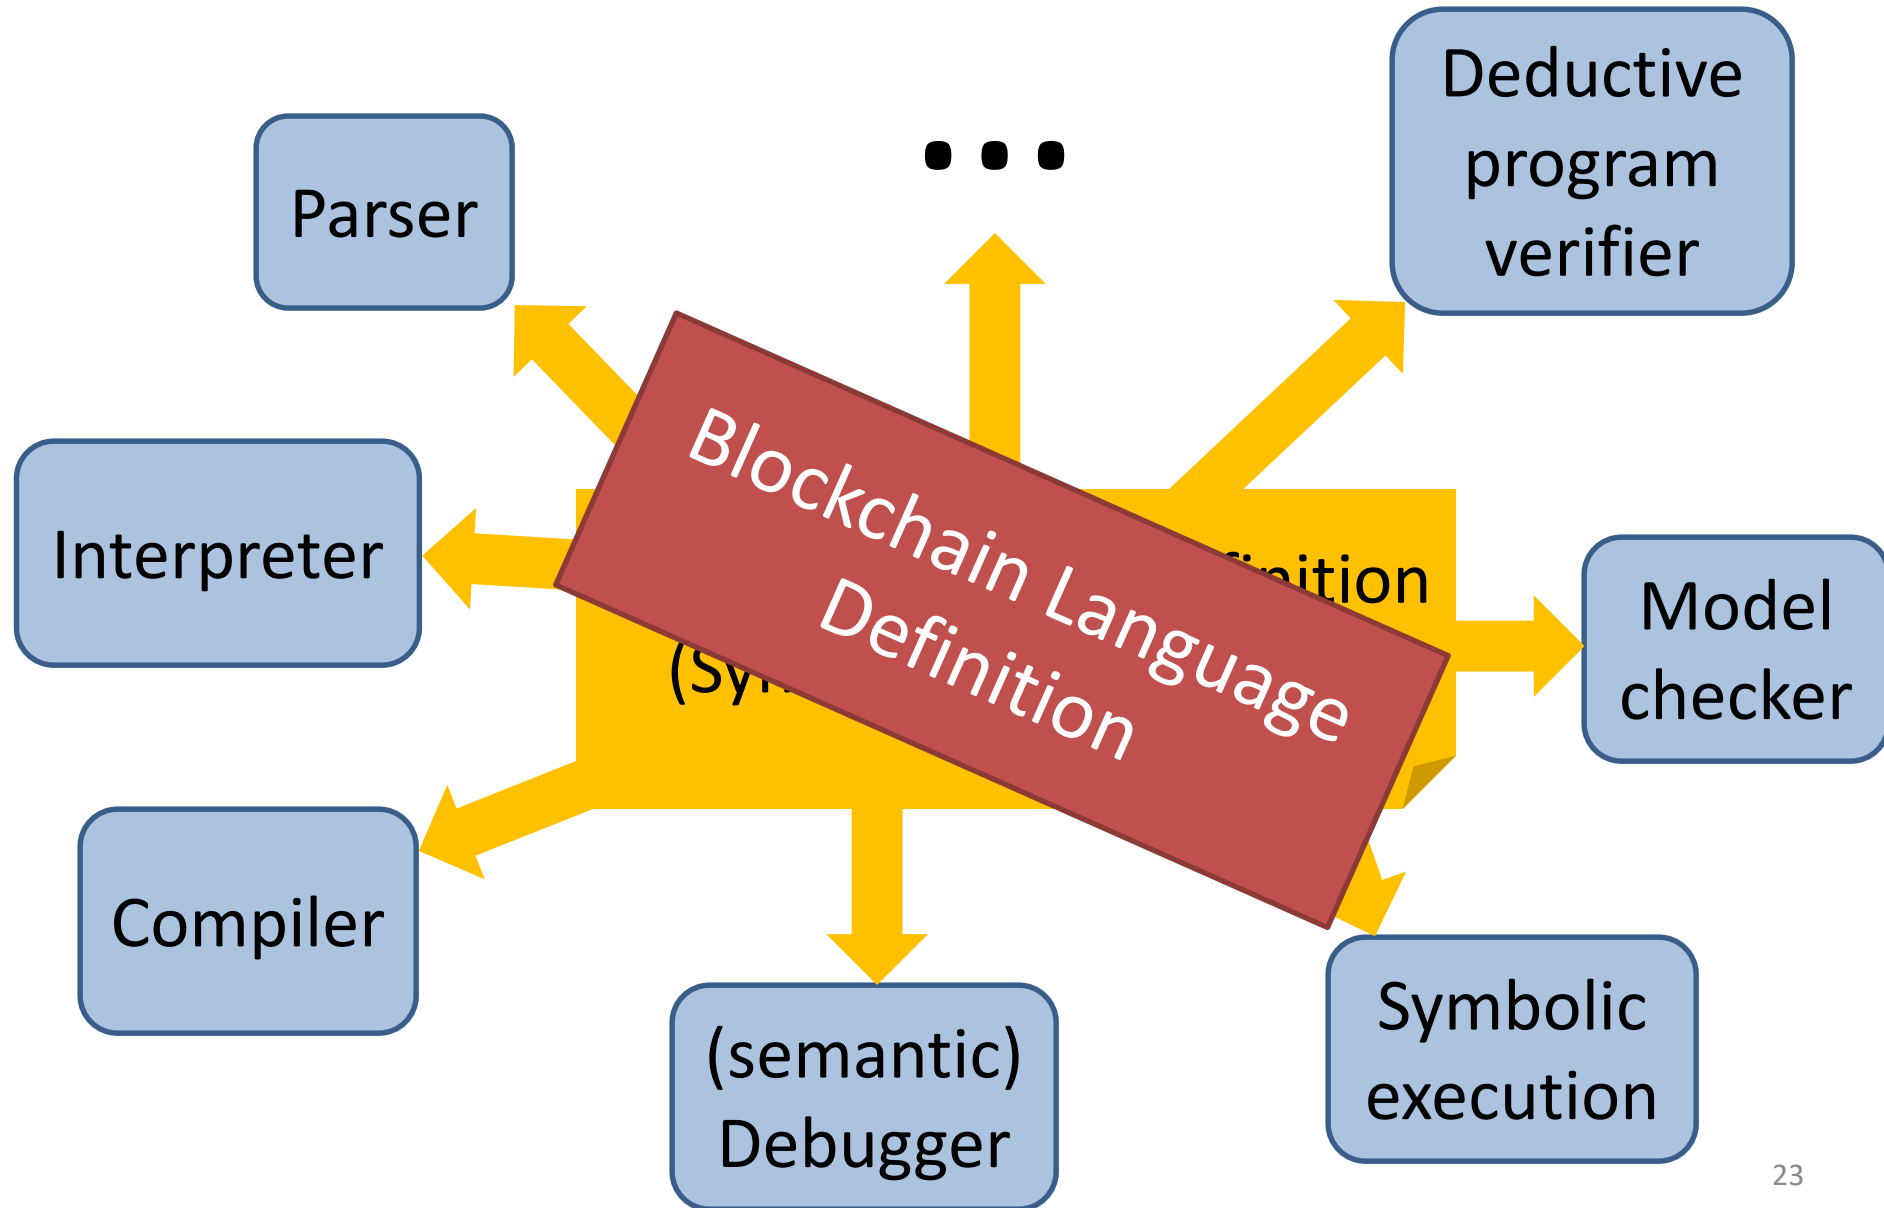 ...
Deductive
program
verifier
Parser
Interpreter
Blockchain Language
Definition
Model
checker
Compiler
(semantic)
Debugger
Symbolic
execution
23